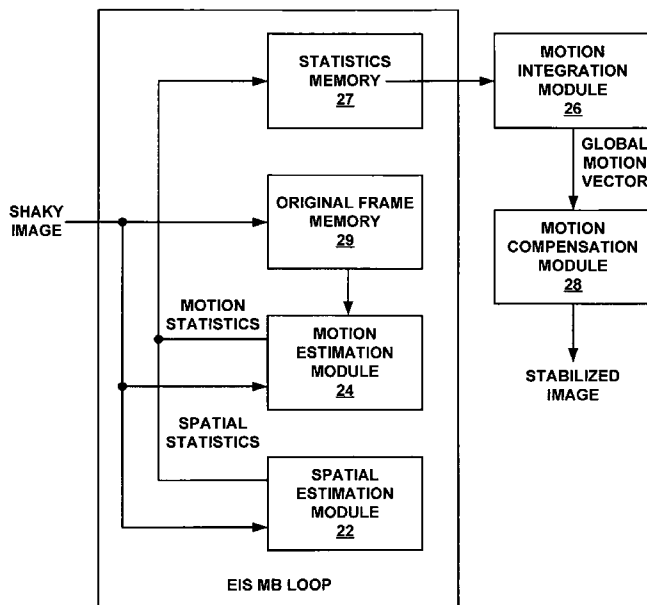 STATISTICS
MEMORY
27
MOTION
INTEGRATION
MODULE
26
GLOBAL
MOTION
VECTOR
SHAKY
IMAGE
ORIGINAL FRAME
MEMORY
29
MOTION
COMPENSATION
MODULE
28
MOTION
STATISTICS
MOTION
ESTIMATION
MODULE
24
STABILIZED
IMAGE
SPATIAL
STATISTICS
SPATIAL
ESTIMATION
MODULE
22
EIS MB LOOP